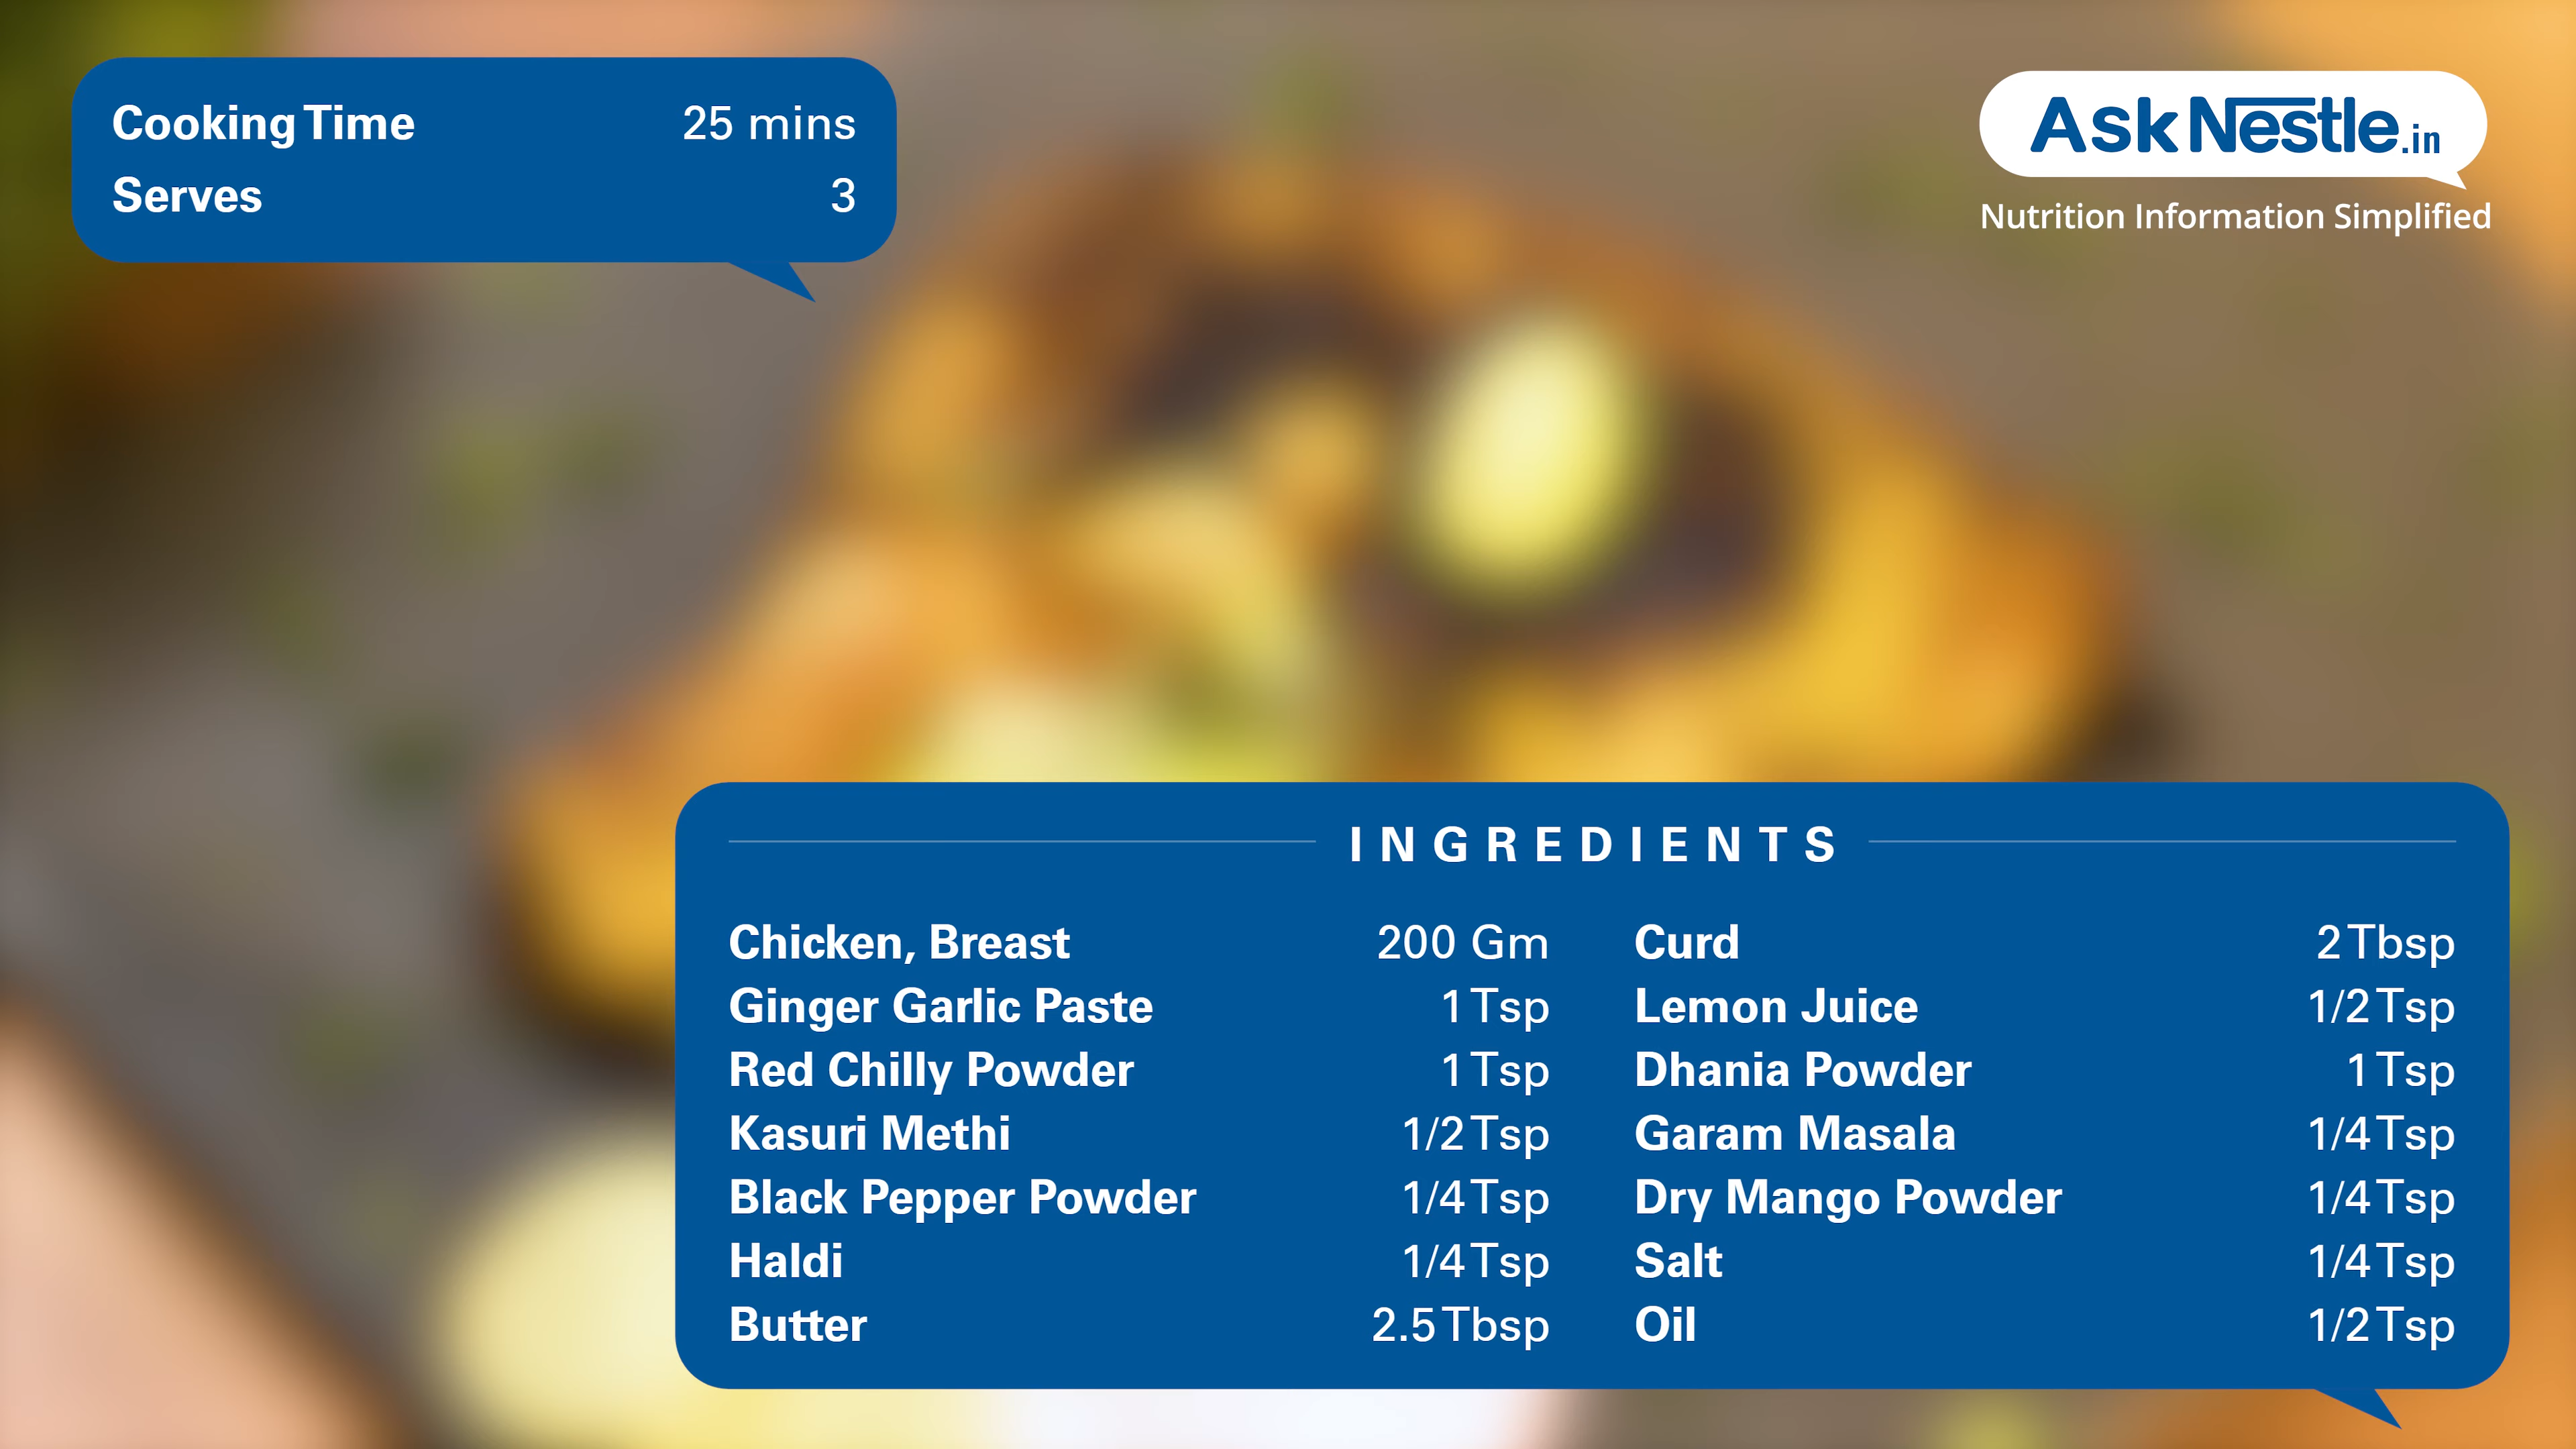 Cooking Time 25 mins
Serves 3
Ask Nestle.in
Nutrition Information Simplified
INGREDIENTS
Chicken, Breast 200 Gm
Ginger Garlic Paste 1 Tsp
Red Chilly Powder 1 Tsp
Kasuri Methi 1/2 Tsp
Black Pepper Powder 1/4 Tsp
Haldi 1/4 Tsp
Butter 2.5 Tbsp
Curd 2 Tbsp
Lemon Juice 1/2 Tsp
Dhania Powder 1 Tsp
Garam Masala 1/4 Tsp
Dry Mango Powder 1/4 Tsp
Salt 1/4 Tsp
Oil 1/2 Tsp